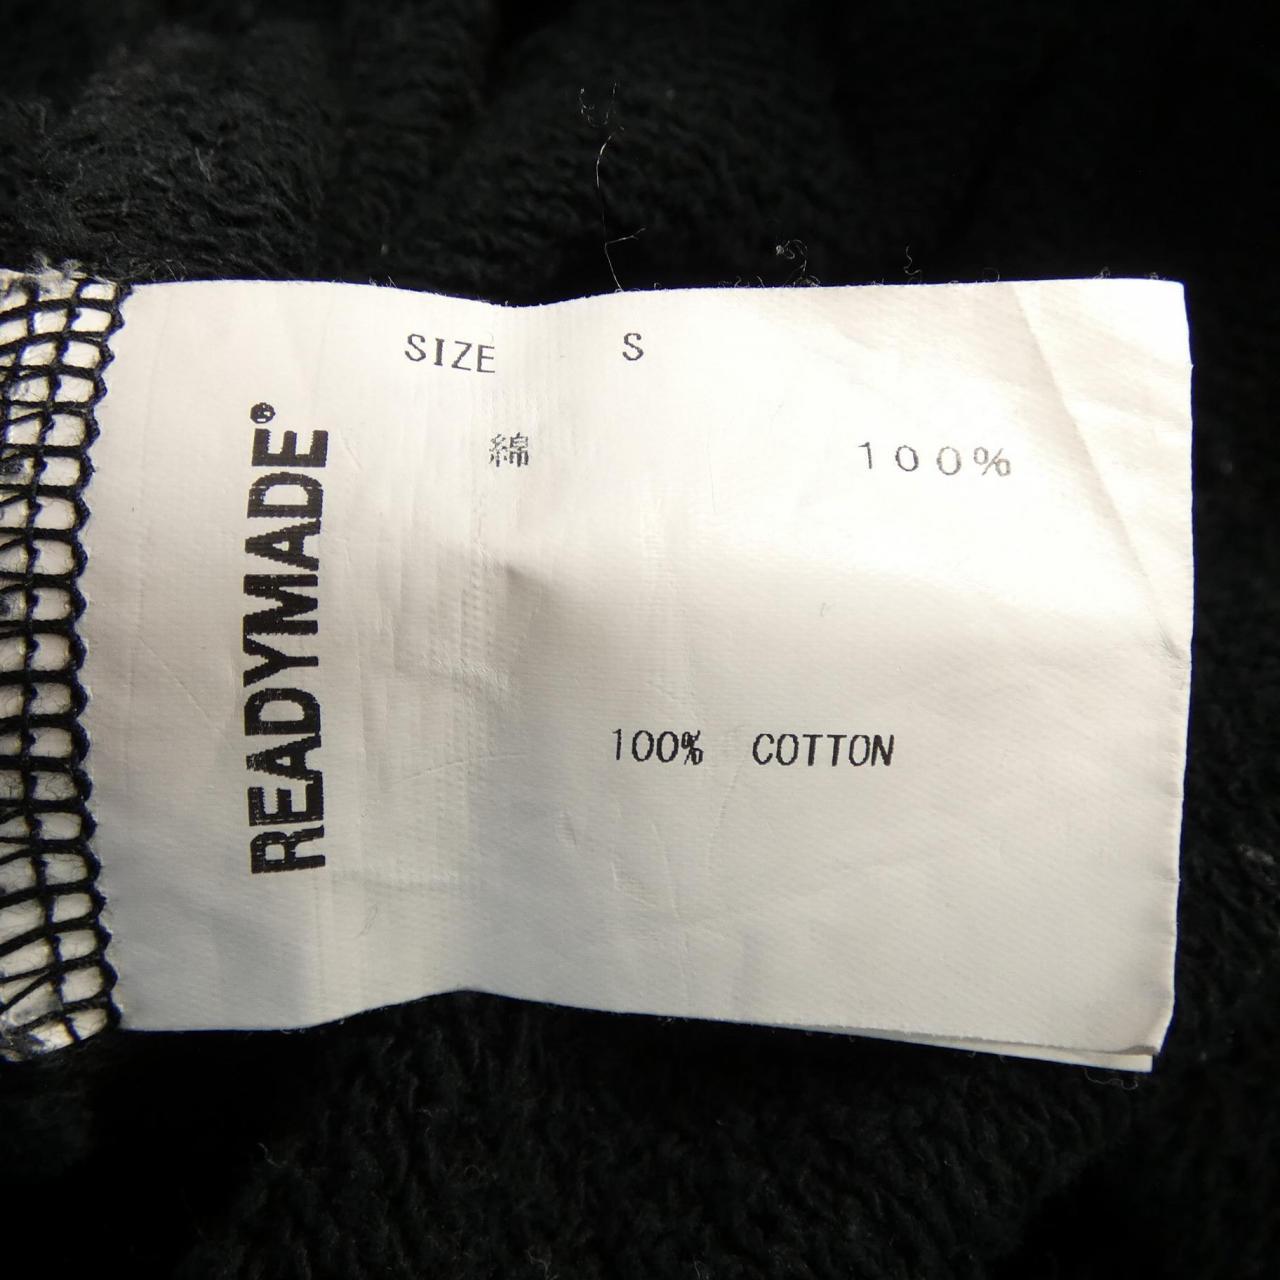 SIZE S
綿 100%
100% COTTON
READYMADE®